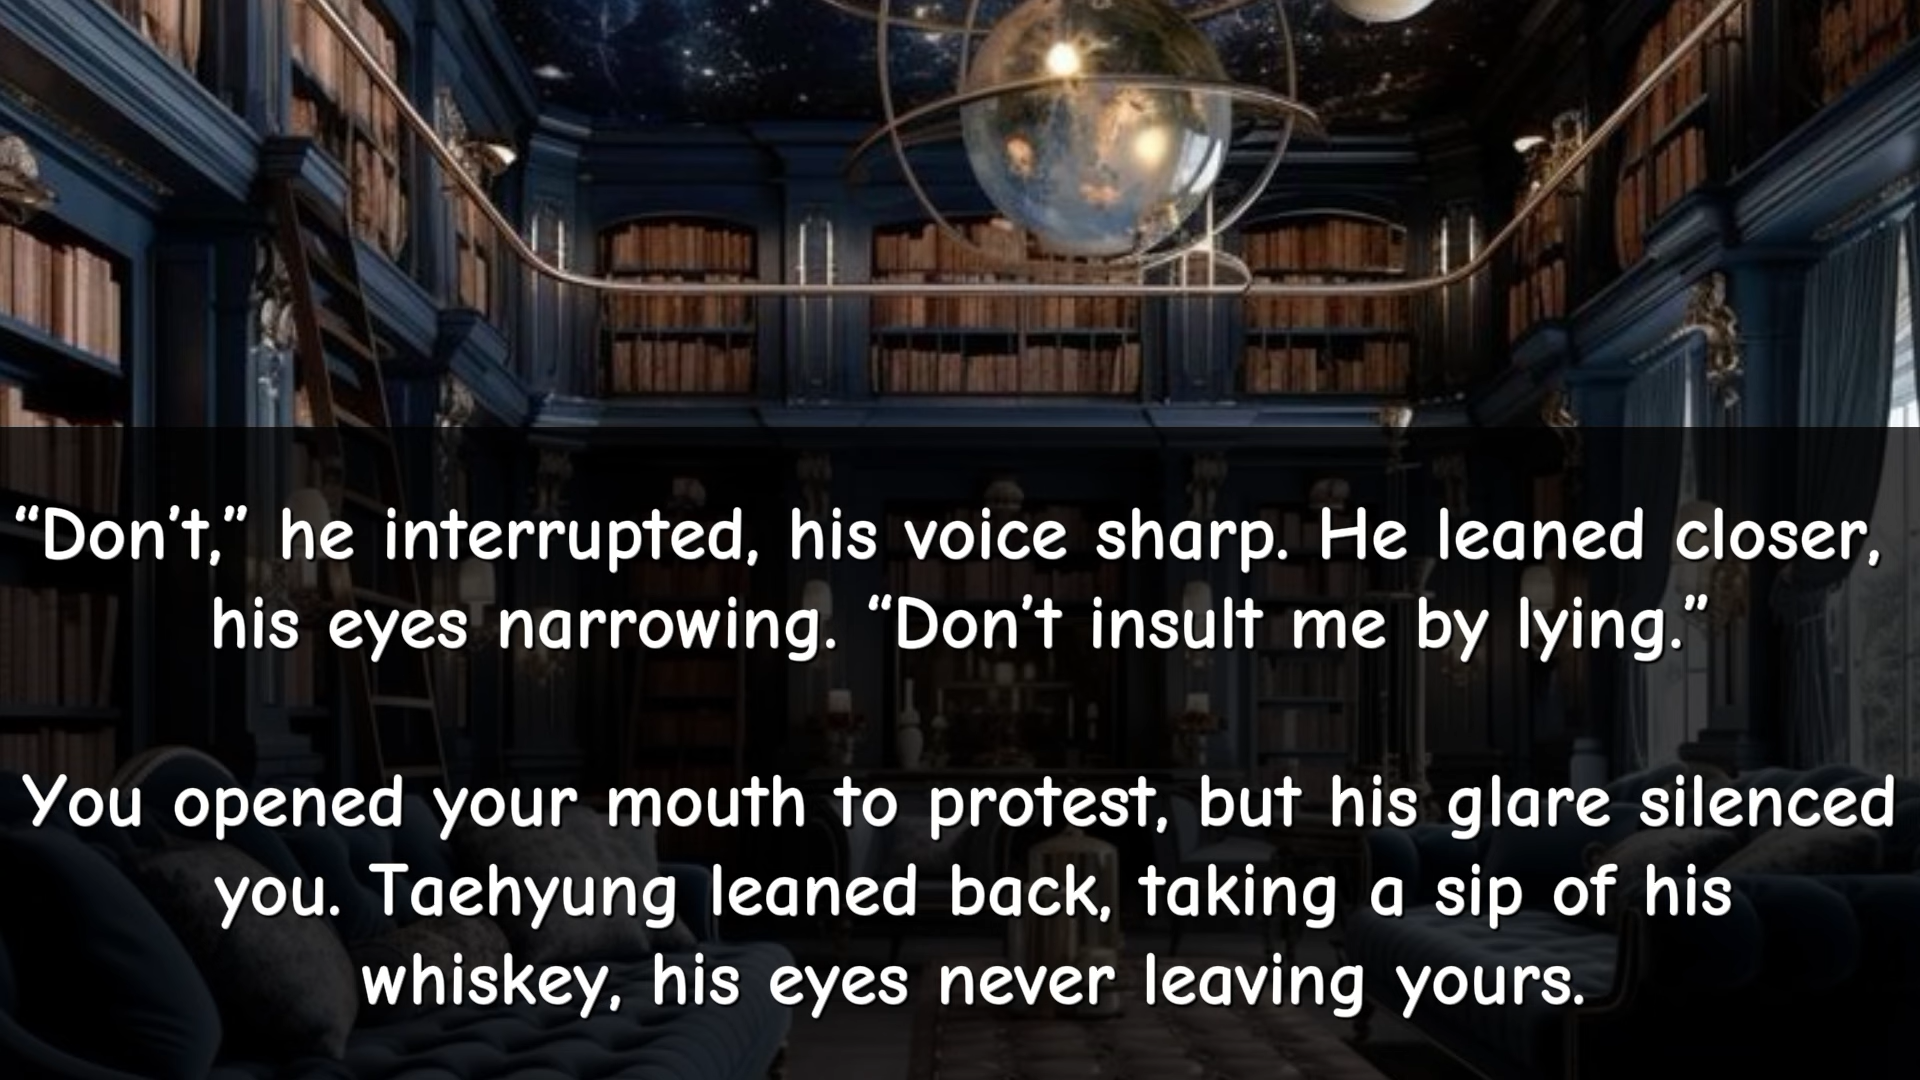 “Don’t,” he interrupted, his voice sharp. He leaned closer,
his eyes narrowing. “Don’t insult me by lying.”
You opened your mouth to protest, but his glare silenced
you. Taehyung leaned back, taking a sip of his
whiskey, his eyes never leaving yours.